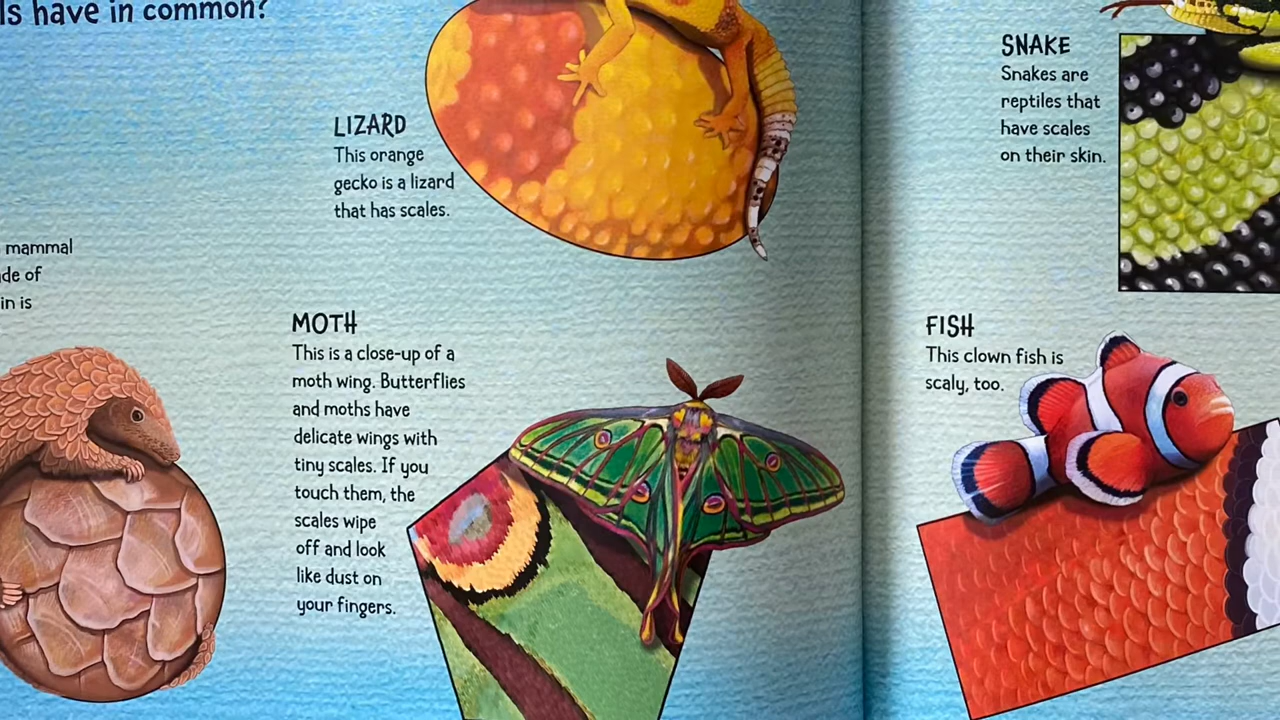 ls have in common?
mammal
de of
in is
LIZARD
This orange
gecko is a lizard
that has scales.
MOTH
This is a close-up of a
moth wing. Butterflies
and moths have
delicate wings with
tiny scales. If you
touch them, the
scales wipe
off and look
like dust on
your fingers.
SNAKE
Snakes are
reptiles that
have scales
on their skin.
FISH
This clown fish is
scaly, too.